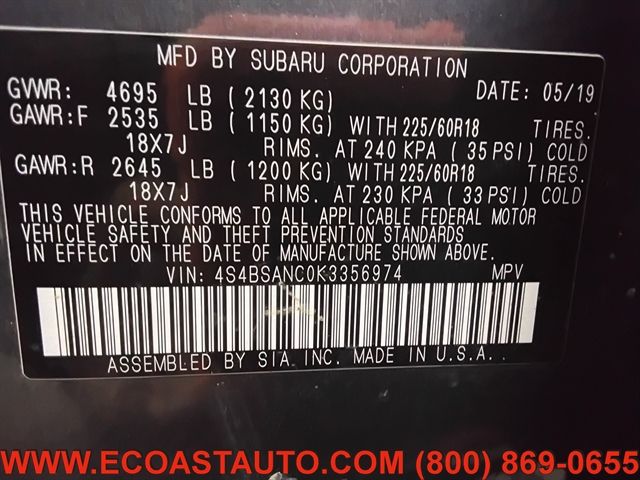 MFD BY SUBARU CORPORATION
GVWR: 4695 LB ( 2130 KG) DATE: 05/19
GAWR:F 2535 LB ( 1150 KG) WITH 225/60R18 TIRES.
18X7J RIMS. AT 240 KPA ( 35 PSI) COLD
GAWR:R 2645 LB ( 1200 KG) WITH 225/60R18 TIRES.
18X7J RIMS. AT 230 KPA ( 33 PSI) COLD
THIS VEHICLE CONFORMS TO ALL APPLICABLE FEDERAL MOTOR
VEHICLE SAFETY AND THEFT PREVENTION STANDARDS
IN EFFECT ON THE DATE OF MANUFACTURE SHOWN ABOVE.
VIN: 4S4BSANC0K3356974 MPV
ASSEMBLED BY SIA INC. MADE IN U.S.A.
WWW.ECOASTAUTO.COM (800) 869-0655